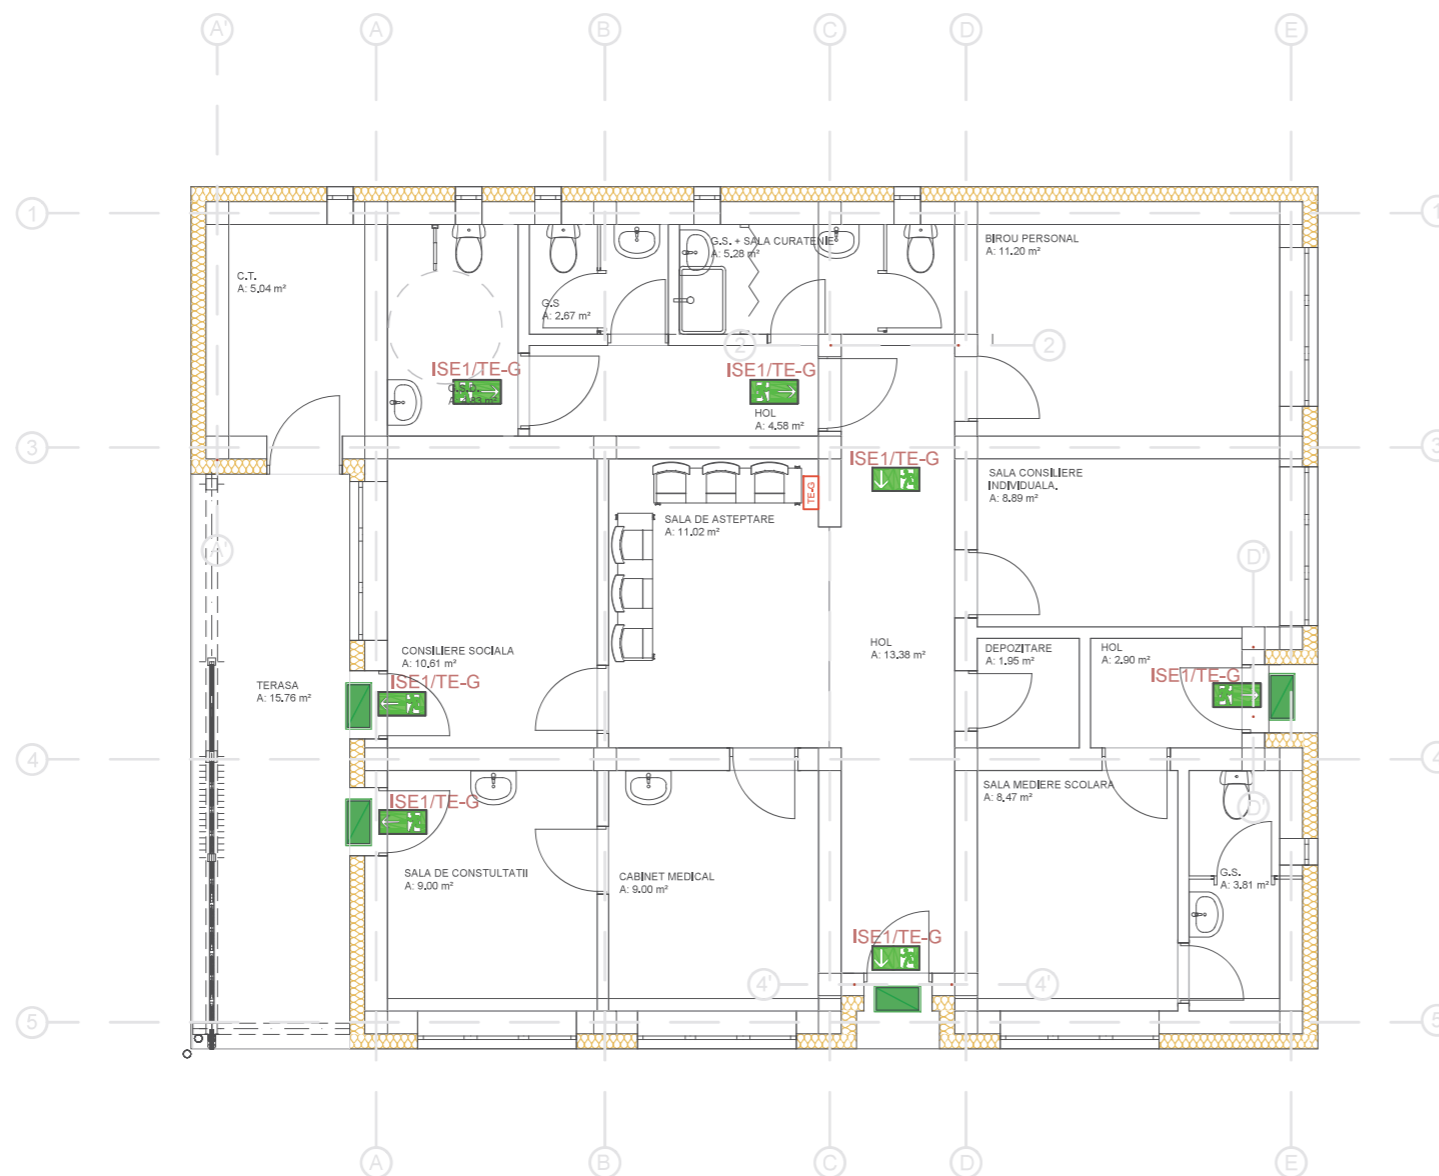 A'
A
B
C
D
E
1
1
BIROU PERSONAL
A: 11.20 m²
G.S. + SALA CURATENIE
A: 5.28 m²
C.T.
A: 5.04 m²
G.S
A: 2.67 m²
2
2
ISE1/TE-G
ISE1/TE-G
HOL
A: 4.58 m²
3
3
ISE1/TE-G
SALA CONSILIERE
INDIVIDUALA.
A: 8.89 m²
TE-G
SALA DE ASTEPTARE
A: 11.02 m²
A'
D'
CONSILIERE SOCIALA
A: 10.61 m²
HOL
A: 13.38 m²
DEPOZITARE
A: 1.95 m²
HOL
A: 2.90 m²
ISE1/TE-G
ISE1/TE-G
TERASA
A: 15.76 m²
4
4
SALA MEDIERE SCOLARA
A: 8.47 m²
ISE1/TE-G
D'
SALA DE CONSTULTATII
A: 9.00 m²
CABINET MEDICAL
A: 9.00 m²
G.S.
A: 3.81 m²
ISE1/TE-G
4'
4'
5
5
A
B
C
D
E